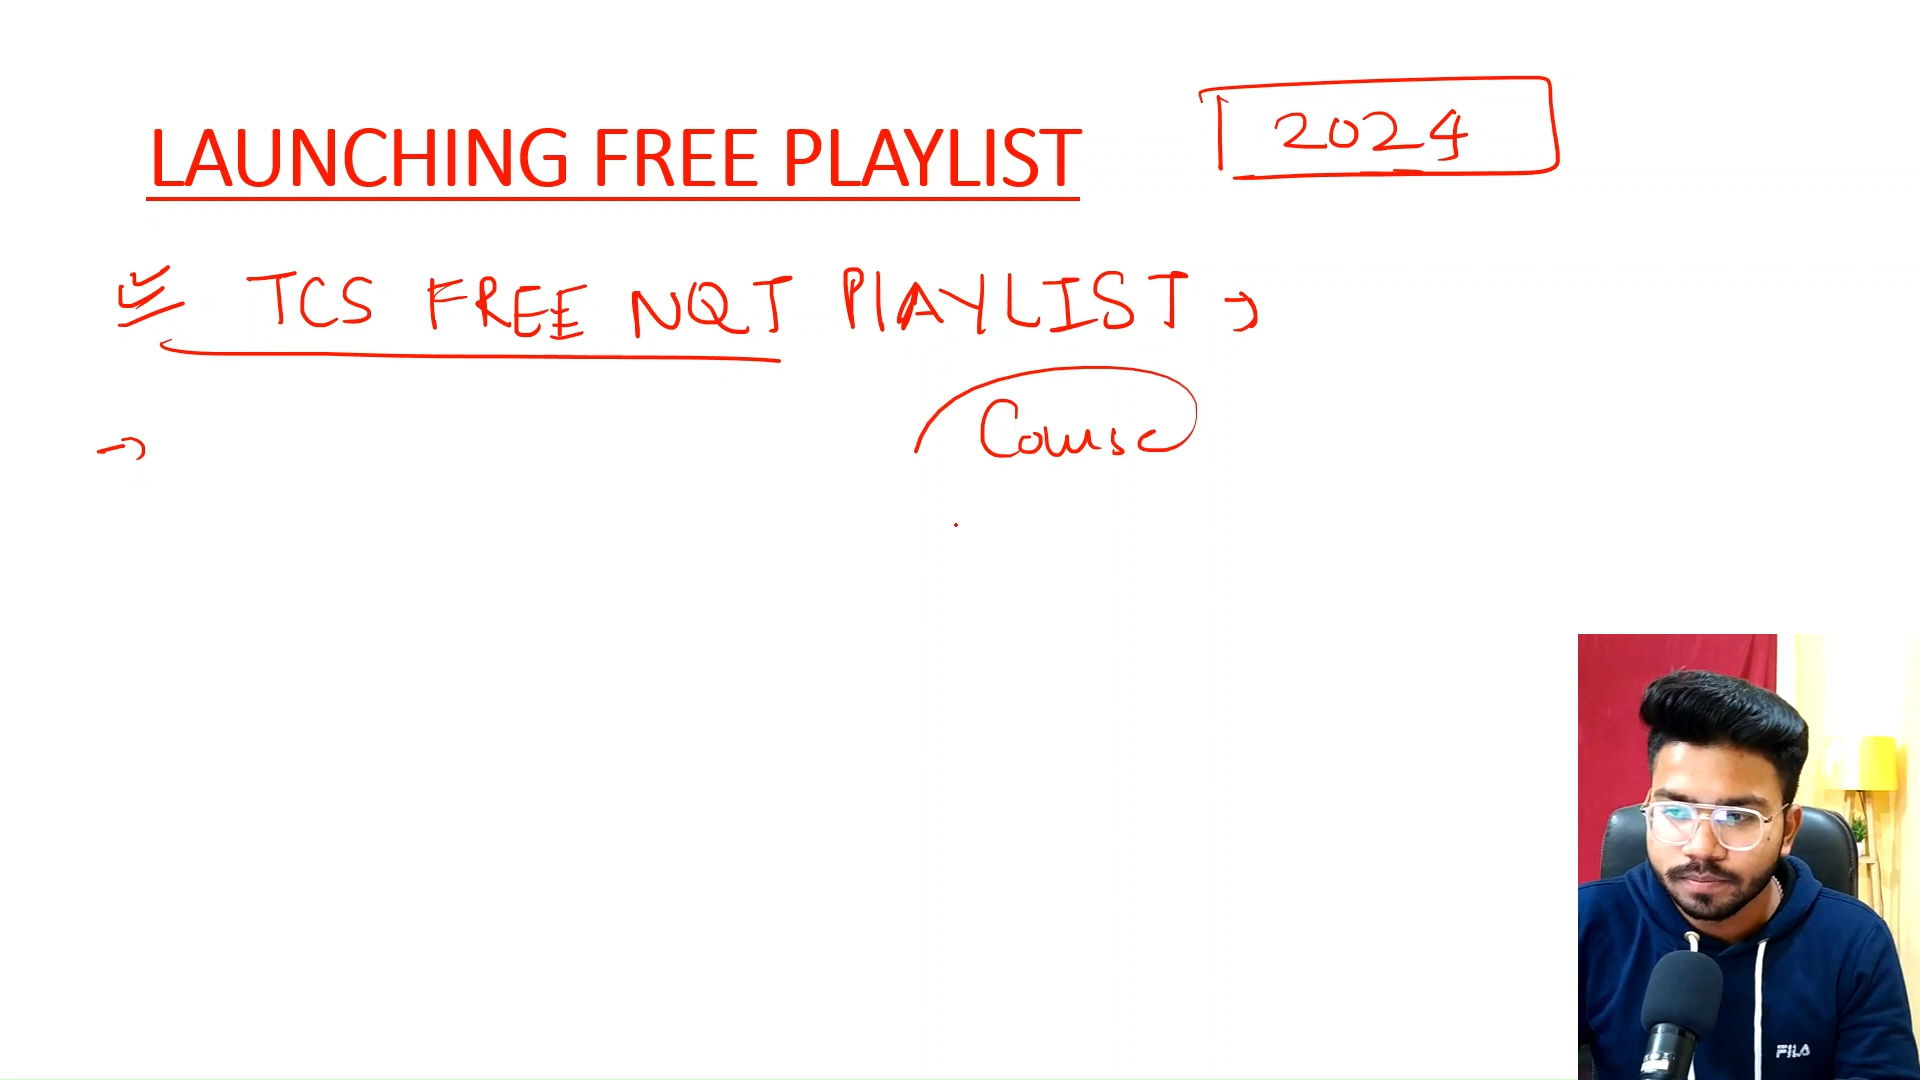 LAUNCHING FREE PLAYLIST
2024
TCS FREE NQT PLAYLIST →
Course
→
FILA